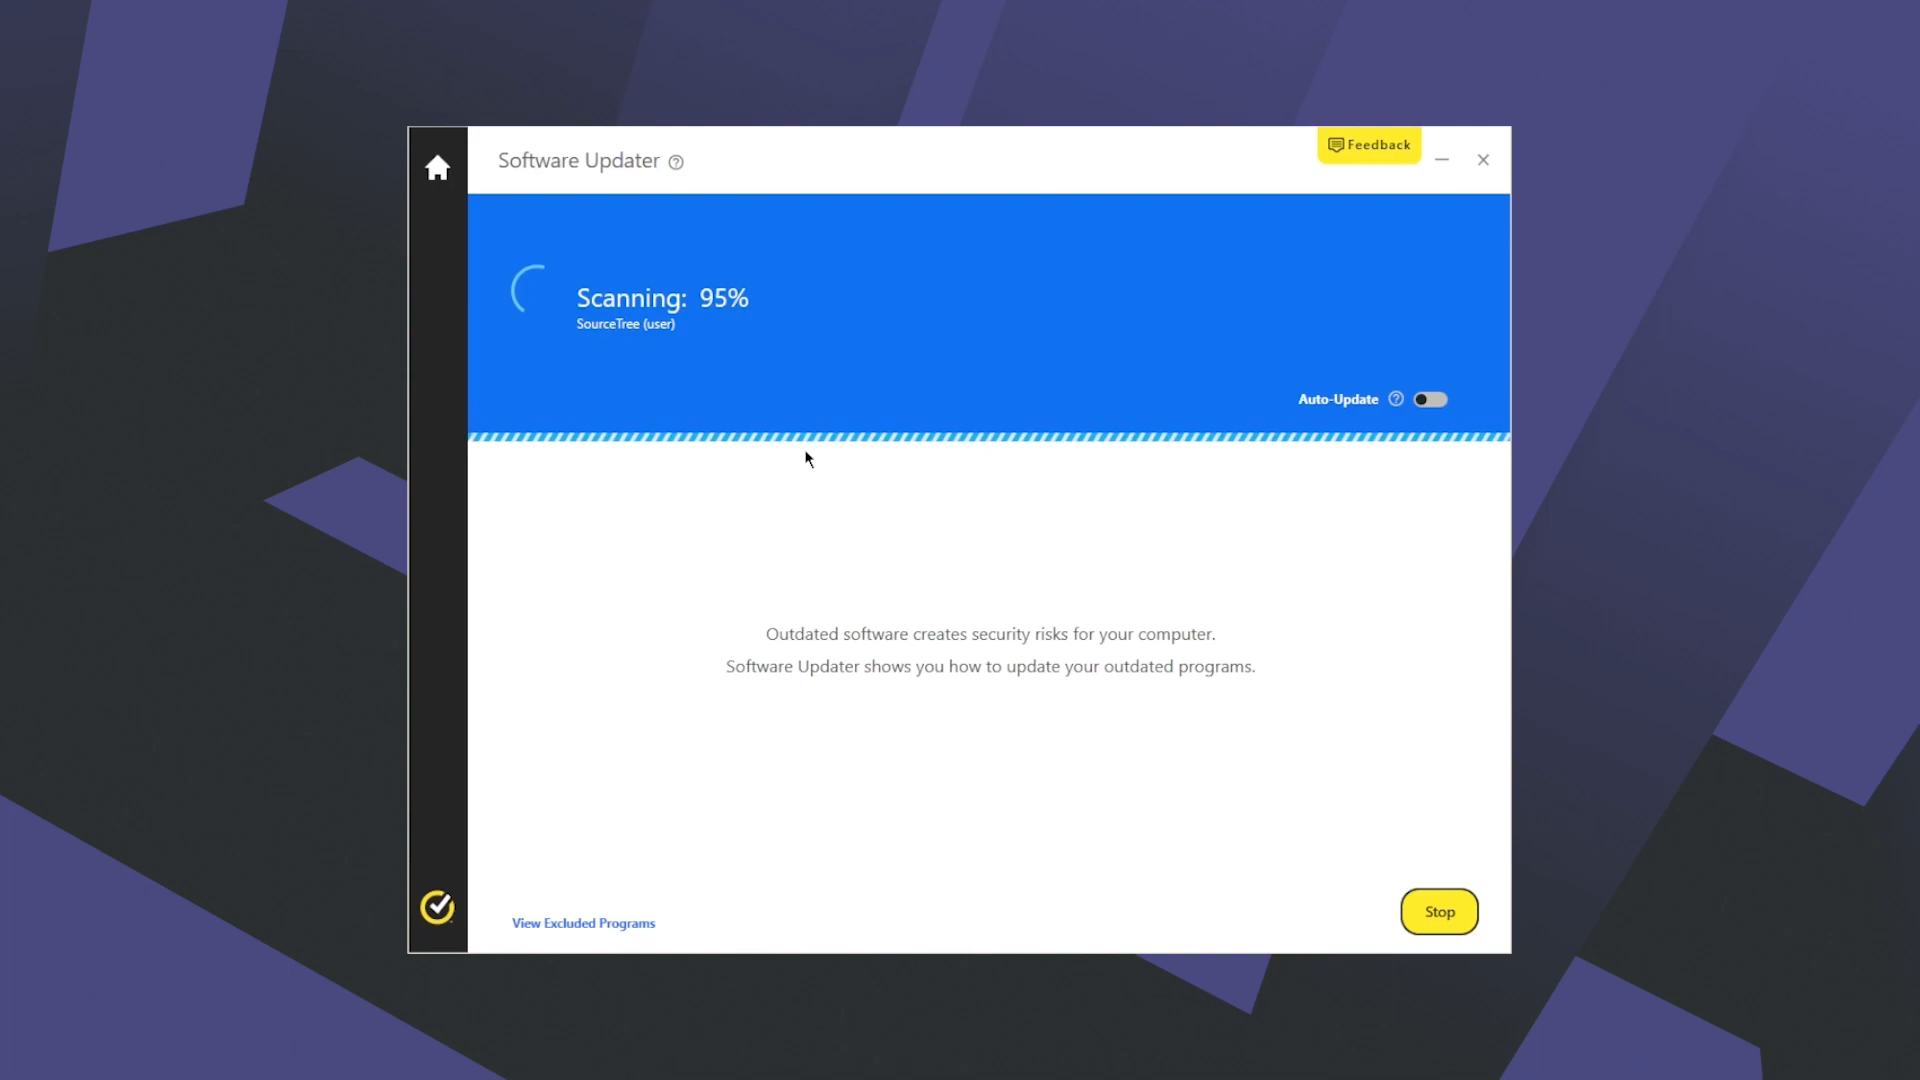 Software Updater
Feedback
Scanning: 95%
SourceTree (user)
Auto-Update
Outdated software creates security risks for your computer.
Software Updater shows you how to update your outdated programs.
View Excluded Programs
Stop